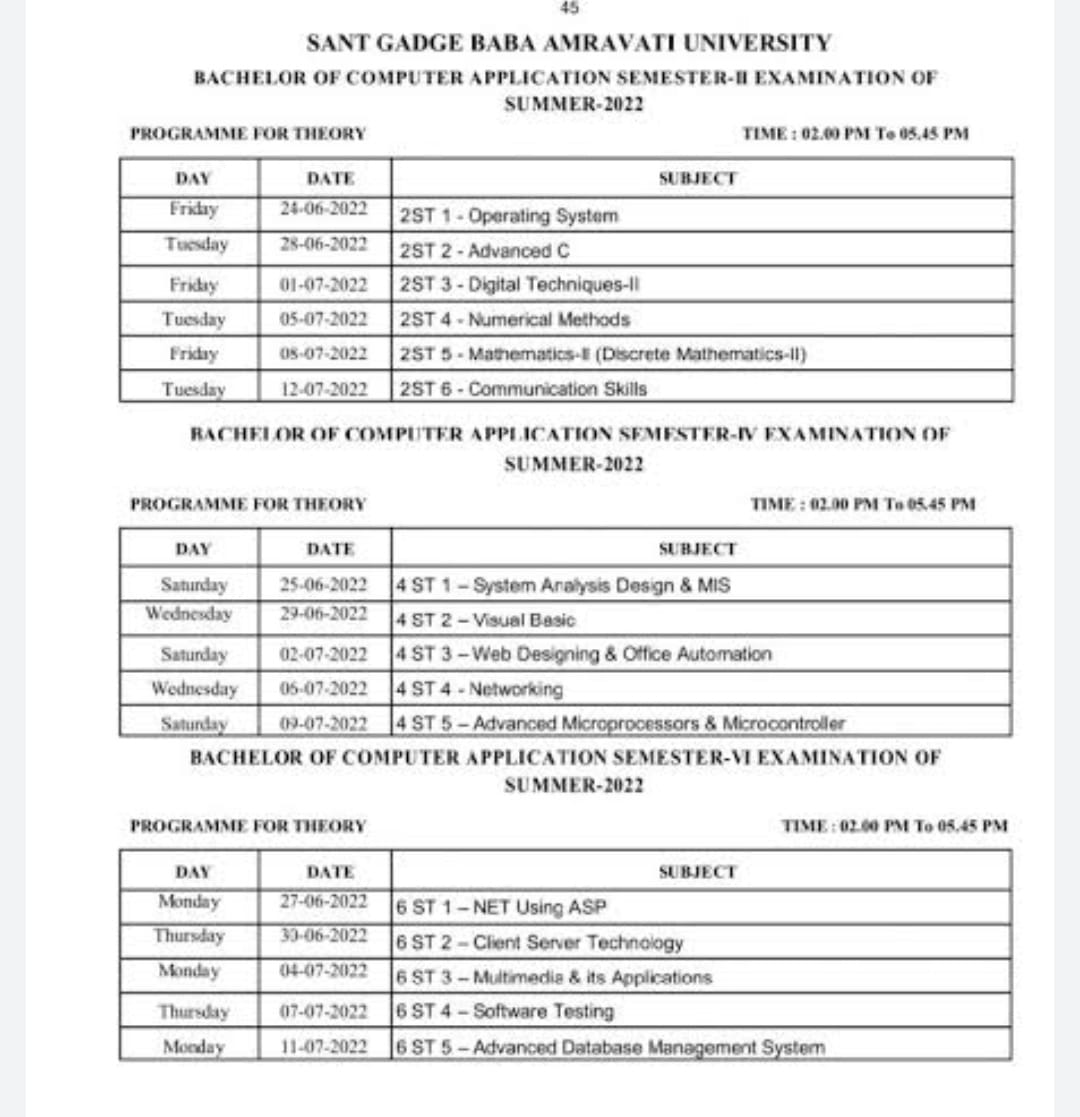 45
SANT GADGE BABA AMRAVATI UNIVERSITY
BACHELOR OF COMPUTER APPLICATION SEMESTER-II EXAMINATION OF
SUMMER-2022
PROGRAMME FOR THEORY TIME : 02.00 PM To 05.45 PM
DAY DATE SUBJECT
Friday 24-06-2022 2ST 1 - Operating System
Tuesday 28-06-2022 2ST 2 - Advanced C
Friday 01-07-2022 2ST 3 - Digital Techniques-II
Tuesday 05-07-2022 2ST 4 - Numerical Methods
Friday 08-07-2022 2ST 5 - Mathematics-II (Discrete Mathematics-II)
Tuesday 12-07-2022 2ST 6 - Communication Skills
BACHELOR OF COMPUTER APPLICATION SEMESTER-IV EXAMINATION OF
SUMMER-2022
PROGRAMME FOR THEORY TIME : 02.00 PM To 05.45 PM
DAY DATE SUBJECT
Saturday 25-06-2022 4 ST 1 – System Analysis Design & MIS
Wednesday 29-06-2022 4 ST 2 – Visual Basic
Saturday 02-07-2022 4 ST 3 – Web Designing & Office Automation
Wednesday 06-07-2022 4 ST 4 - Networking
Saturday 09-07-2022 4 ST 5 – Advanced Microprocessors & Microcontroller
BACHELOR OF COMPUTER APPLICATION SEMESTER-VI EXAMINATION OF
SUMMER-2022
PROGRAMME FOR THEORY TIME : 02.00 PM To 05.45 PM
DAY DATE SUBJECT
Monday 27-06-2022 6 ST 1 – NET Using ASP
Thursday 30-06-2022 6 ST 2 – Client Server Technology
Monday 04-07-2022 6 ST 3 – Multimedia & its Applications
Thursday 07-07-2022 6 ST 4 – Software Testing
Monday 11-07-2022 6 ST 5 – Advanced Database Management System